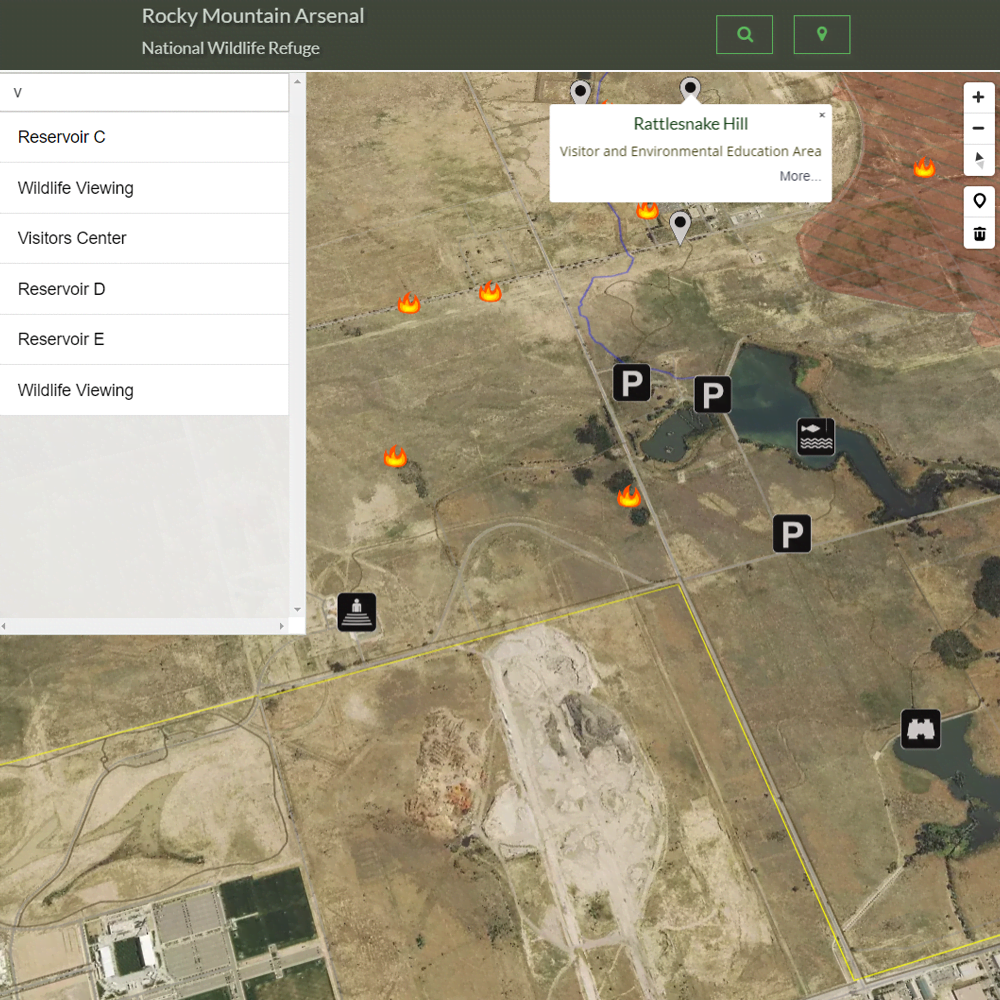 Rocky Mountain Arsenal
National Wildlife Refuge
v
Reservoir C
Wildlife Viewing
Visitors Center
Reservoir D
Reservoir E
Wildlife Viewing
×
Rattlesnake Hill
Visitor and Environmental Education Area
More...
P
P
P